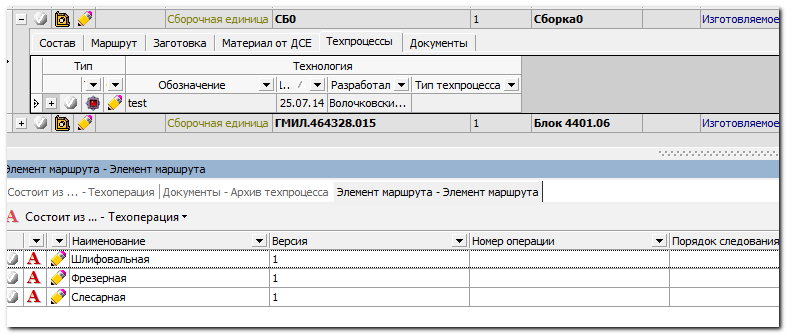 Сборочная единица СБ0 1 Сборка0 Изготовляемое
Состав Маршрут Заготовка Материал от ДСЕ Техпроцессы Документы
Тип Технология
Обозначение Разработал Тип техпроцесса
test 25.07.14 Волочковски...
Сборочная единица ГМИЛ.464328.015 1 Блок 4401.06 Изготовляемое
Элемент маршрута - Элемент маршрута
Состоит из ... - Техоперация Документы - Архив техпроцесса Элемент маршрута - Элемент маршрута
A Состоит из ... - Техоперация
Наименование Версия Номер операции Порядок следования
A Шлифовальная 1
A Фрезерная 1
A Слесарная 1